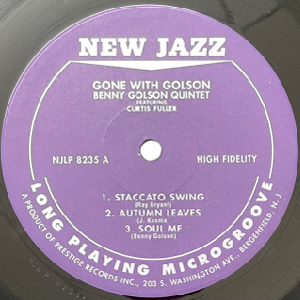 NEW JAZZ
GONE WITH GOLSON
BENNY GOLSON QUINTET
FEATURING
CURTIS FULLER
NJLP 8235 A
HIGH FIDELITY
1. STACCATO SWING
(Ray Bryant)
2. AUTUMN LEAVES
(J. Kosma)
3. SOUL ME
(Benny Golson)
LONG PLAYING MICROGROOVE
A PRODUCT OF PRESTIGE RECORDS INC., 203 S. WASHINGTON AVE. BERGENFIELD, N. J.